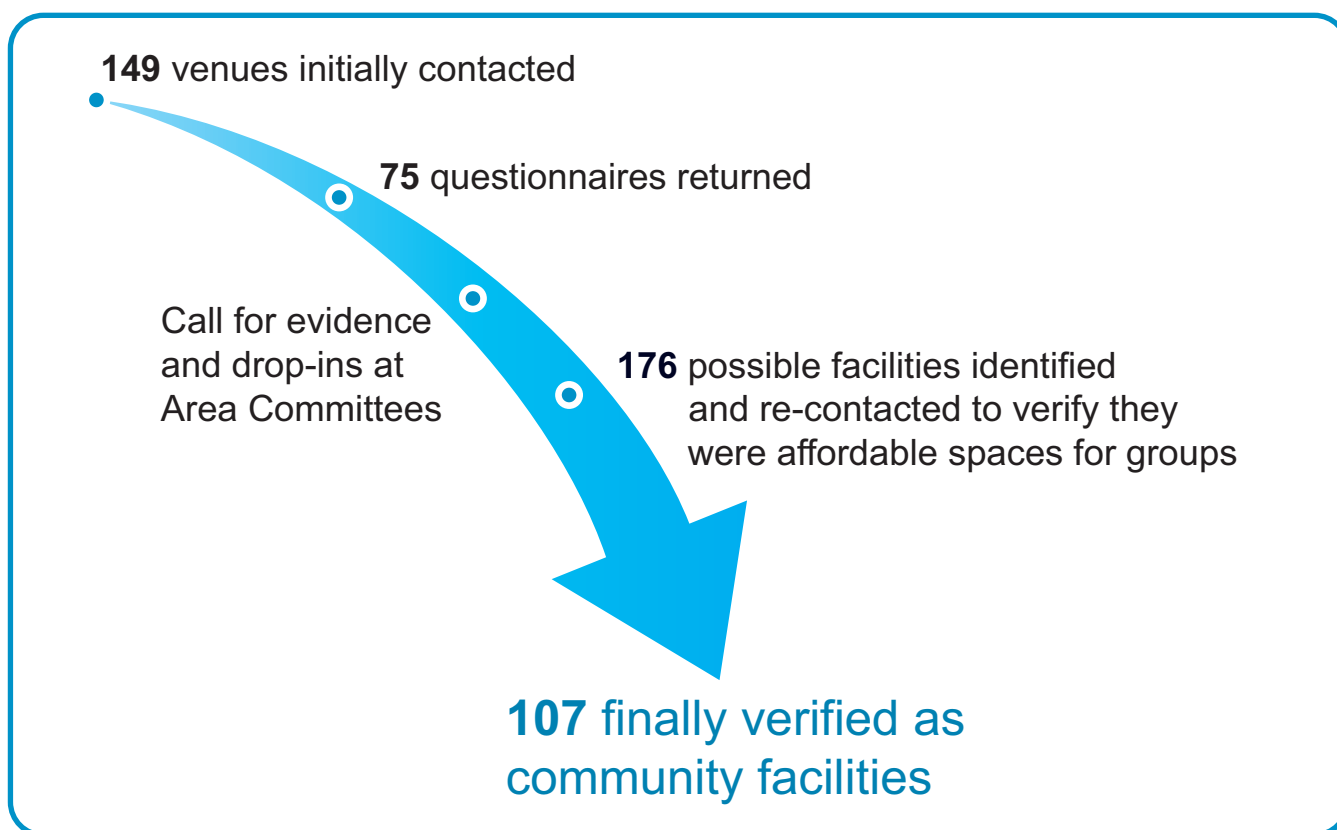 149 venues initially contacted
75 questionnaires returned
Call for evidence
and drop-ins at
Area Committees
176 possible facilities identified
and re-contacted to verify they
were affordable spaces for groups
107 finally verified as
community facilities